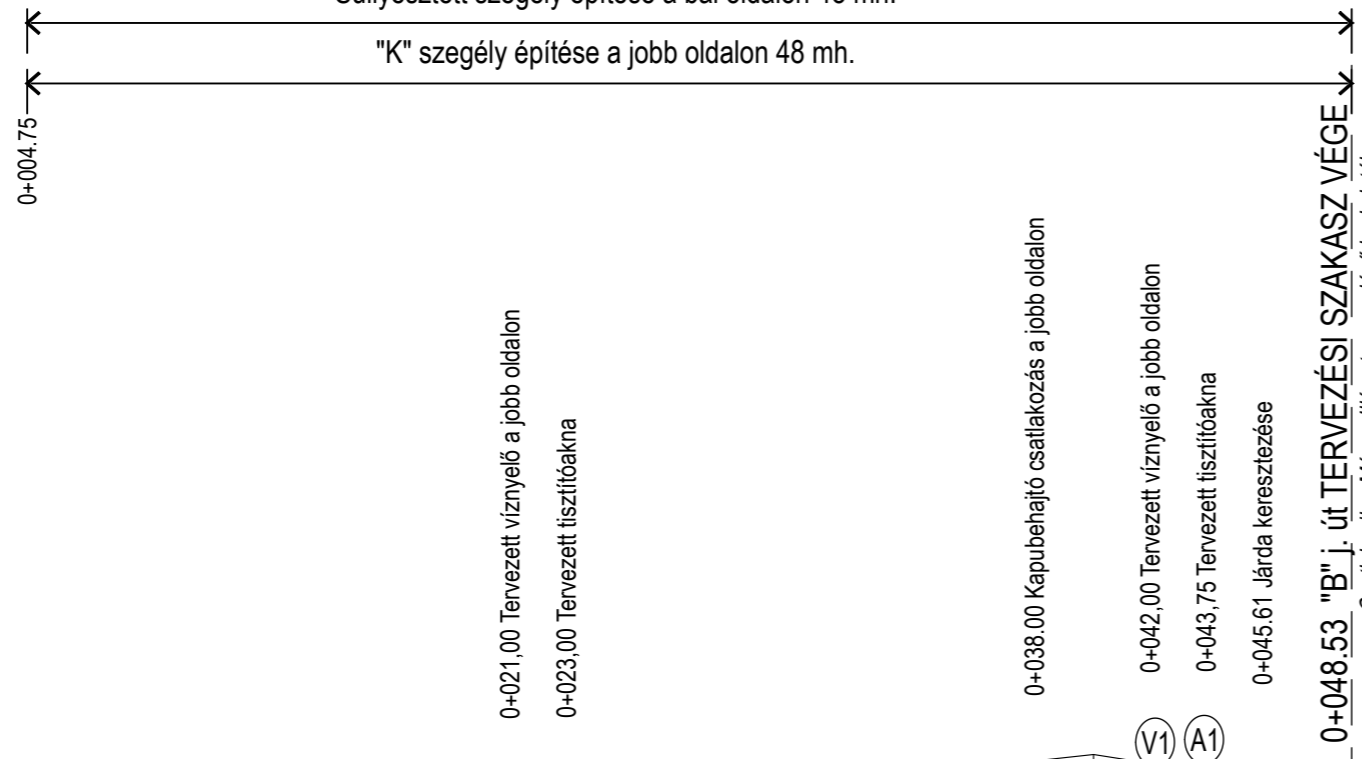 "K" szegély építése a jobb oldalon 48 mh.
0+004.75
0+021,00 Tervezett víznyelő a jobb oldalon
0+023,00 Tervezett tisztítóakna
0+038.00 Kapubehajtó csatlakozás a jobb oldalon
0+042,00 Tervezett víznyelő a jobb oldalon
0+043,75 Tervezett tisztítóakna
0+045.61 Járda keresztezése
0+048.53 "B" j. út TERVEZÉSI SZAKASZ VÉGE
V1
A1